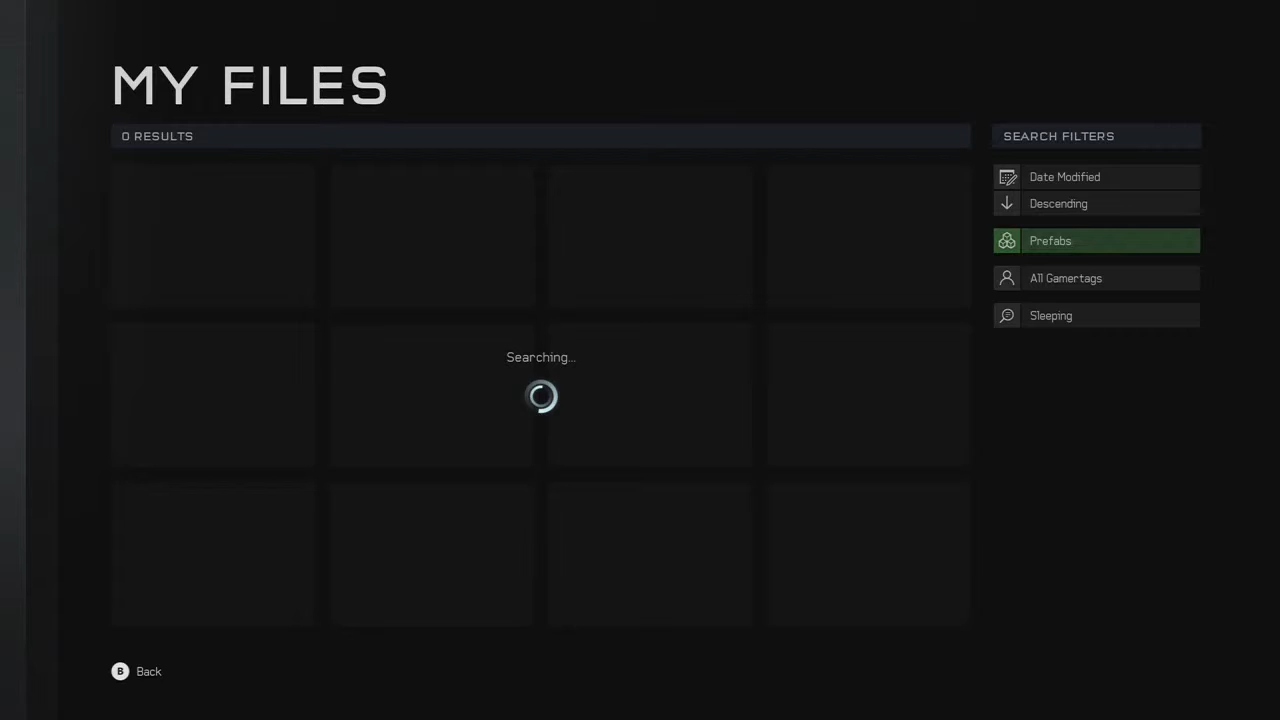 MY FILES
0 RESULTS
SEARCH FILTERS
Date Modified
Descending
Prefabs
All Gamertags
Sleeping
Searching...
B Back